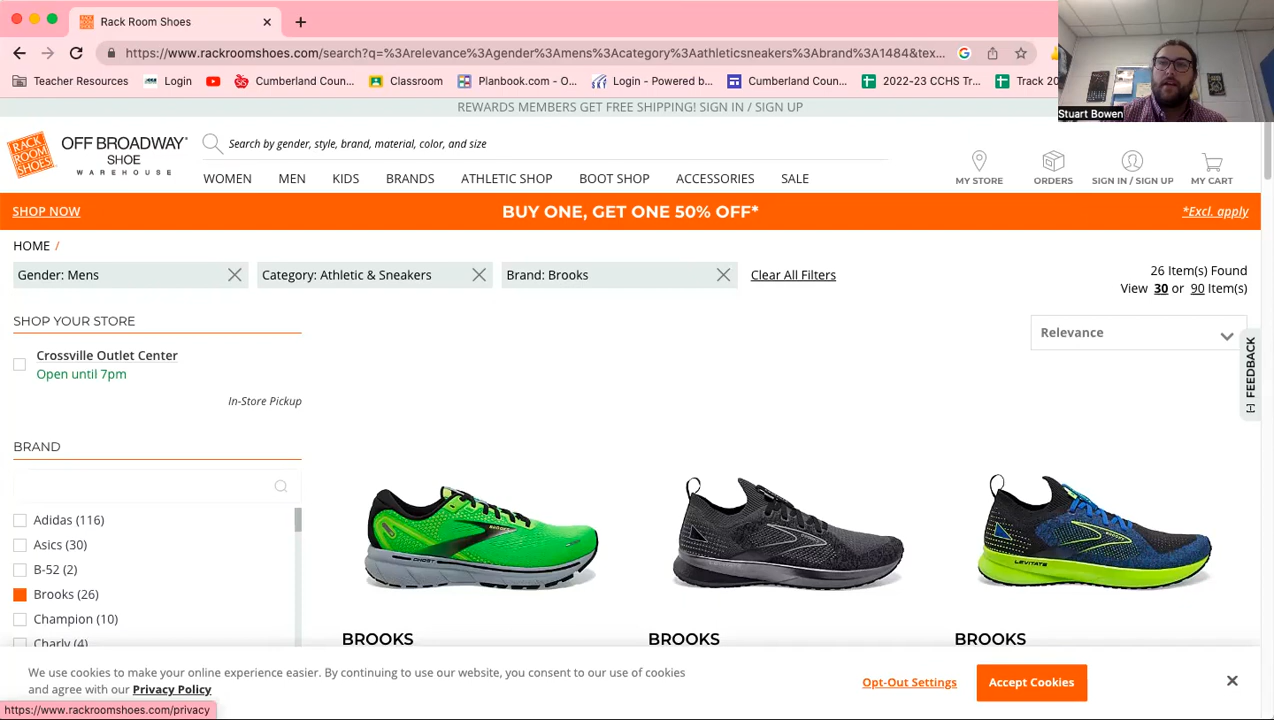 Rack Room Shoes
https://www.rackroomshoes.com/search?q=%3Arelevance%3Agender%3Amens%3Acategory%3Aathleticsneakers%3Abrand%3A1484&tex...
Teacher Resources
Login
Cumberland Coun...
Classroom
Planbook.com - O...
Login - Powered b...
Cumberland Coun...
2022-23 CCHS Tr...
Track 20
Stuart Bowen
REWARDS MEMBERS GET FREE SHIPPING! SIGN IN / SIGN UP
RACK ROOM SHOES
OFF BROADWAY
SHOE
WAREHOUSE
Search by gender, style, brand, material, color, and size
WOMEN MEN KIDS BRANDS ATHLETIC SHOP BOOT SHOP ACCESSORIES SALE
MY STORE ORDERS SIGN IN / SIGN UP MY CART
SHOP NOW
BUY ONE, GET ONE 50% OFF*
*Excl. apply
HOME /
Gender: Mens
Category: Athletic & Sneakers
Brand: Brooks
Clear All Filters
26 Item(s) Found
View 30 or 90 Item(s)
SHOP YOUR STORE
Relevance
Crossville Outlet Center
Open until 7pm
In-Store Pickup
FEEDBACK
BRAND
Adidas (116)
Asics (30)
B-52 (2)
Brooks (26)
Champion (10)
Charly (4)
GHOST
LEVITATE
BROOKS
BROOKS
BROOKS
We use cookies to make your online experience easier. By continuing to use our website, you consent to our use of cookies
and agree with our Privacy Policy
Opt-Out Settings
Accept Cookies
https://www.rackroomshoes.com/privacy